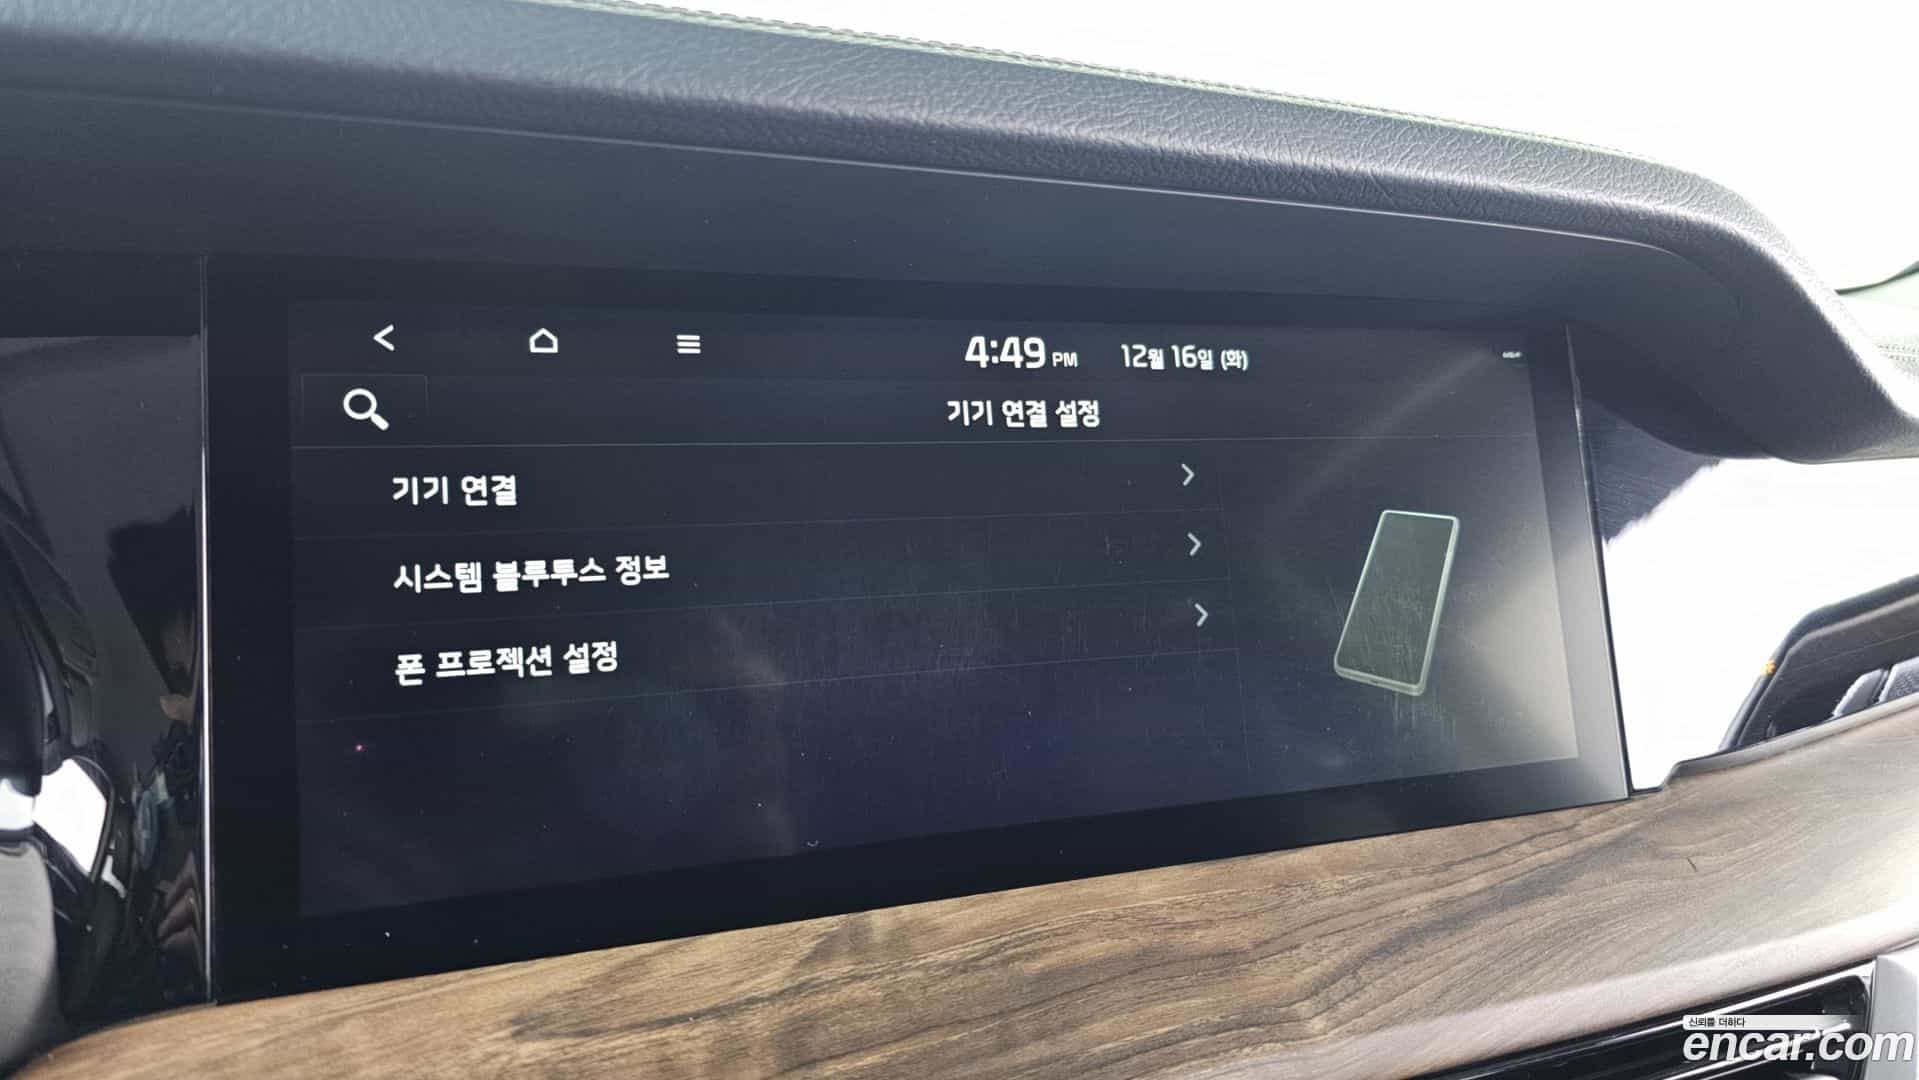 4:49 PM 12월 16일 (화)
기기 연결 설정
기기 연결
시스템 블루투스 정보
폰 프로젝션 설정
신뢰를 더하다
encar.com